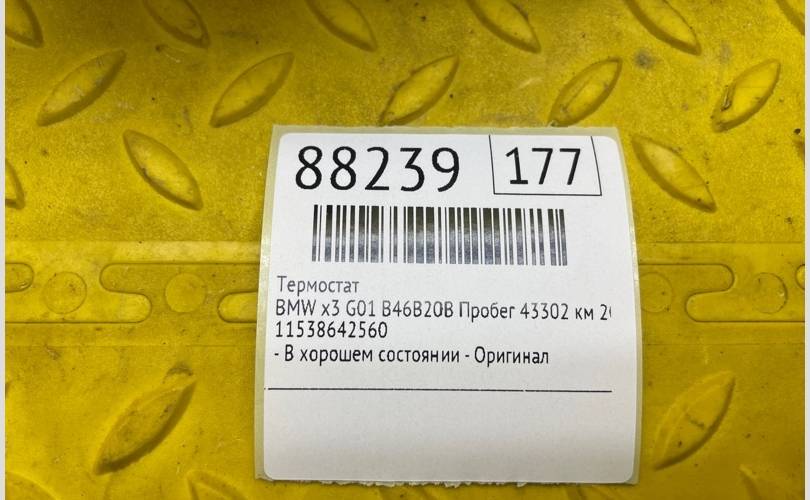 88239 177
Термостат
BMW x3 G01 B46B20B Пробег 43302 км
11538642560
- В хорошем состоянии - Оригинал